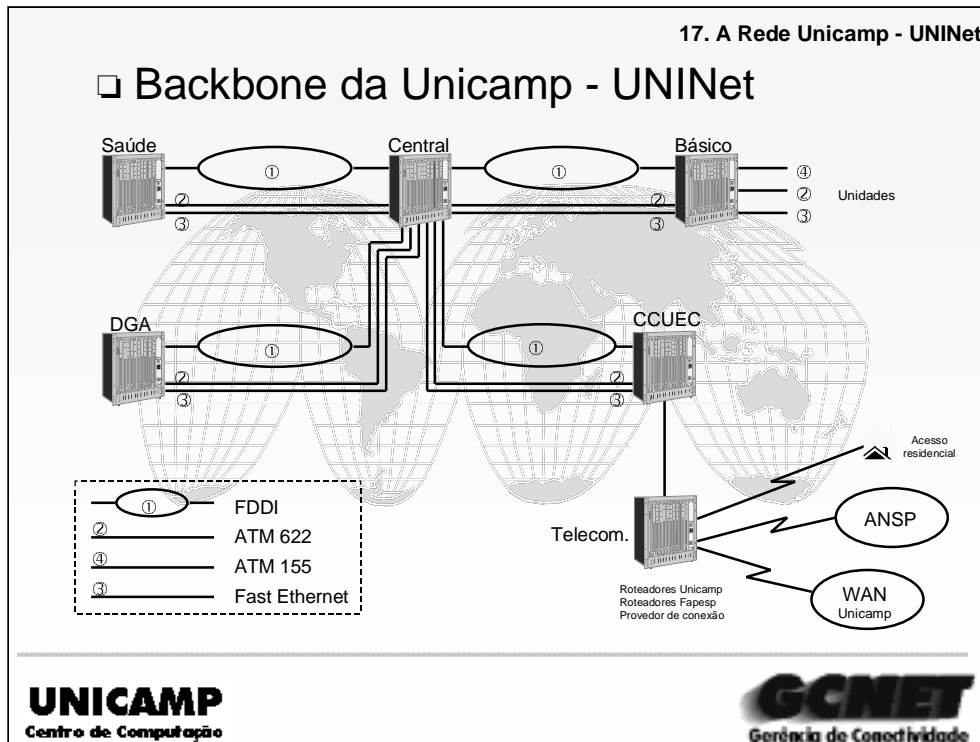 17. A Rede Unicamp - UNINet
❏ Backbone da Unicamp - UNINet
Saúde
Central
Básico
①
①
④
②
②
②
Unidades
③
③
③
DGA
CCUEC
①
①
②
②
③
③
Acesso
residencial
① FDDI
② ATM 622
④ ATM 155
③ Fast Ethernet
Telecom.
ANSP
Roteadores Unicamp
Roteadores Fapesp
Provedor de conexão
WAN
Unicamp
UNICAMP
Centro de Computação
GCNET
Gerência de Conectividade